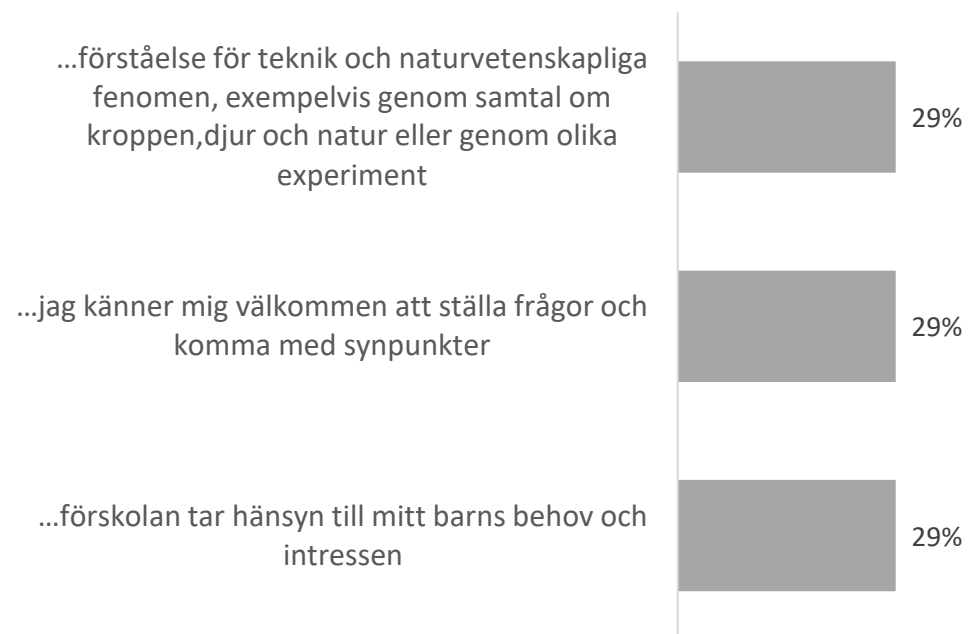 ...förståelse för teknik och naturvetenskapliga
fenomen, exempelvis genom samtal om
kroppen,djur och natur eller genom olika
experiment
29%
...jag känner mig välkommen att ställa frågor och
komma med synpunkter
29%
...förskolan tar hänsyn till mitt barns behov och
intressen
29%